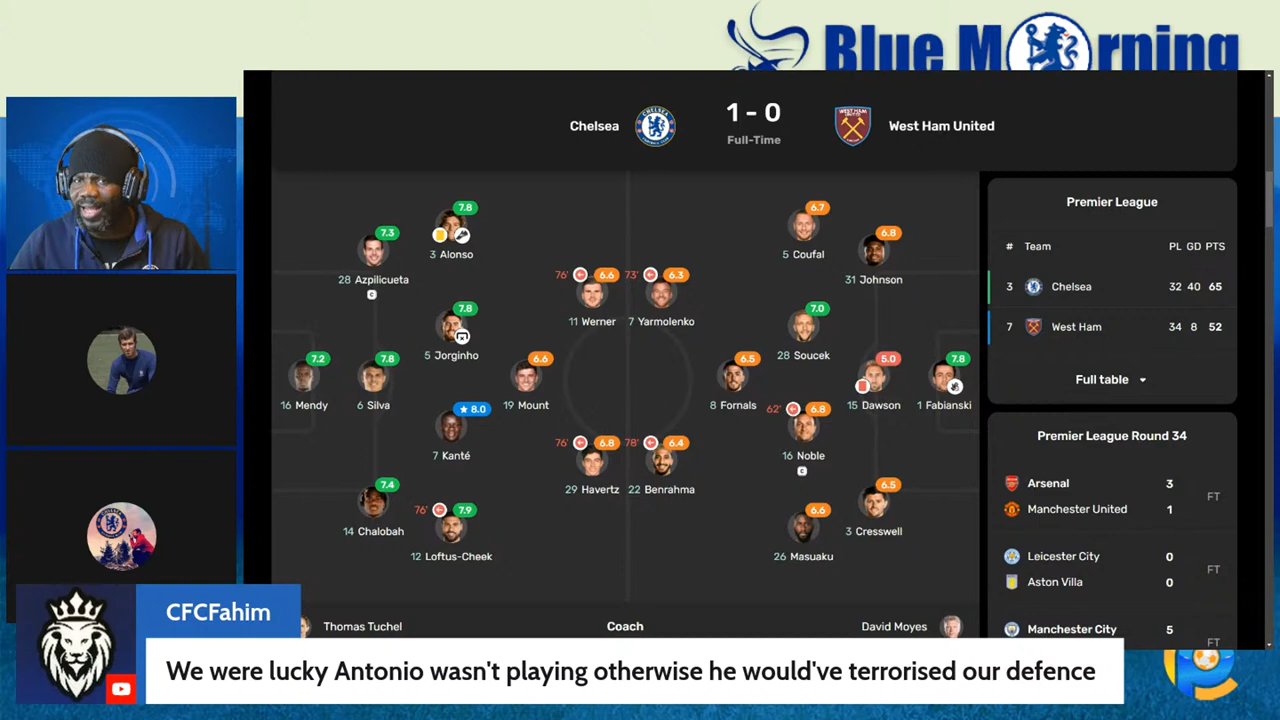 Blue M rning
Chelsea
1 - 0
Full-Time
West Ham United
7.8
3 Alonso
7.3
28 Azpilicueta
C
7.8
5 Jorginho
7.2
16 Mendy
7.8
6 Silva
8.0
7 Kanté
7.4
14 Chalobah
76'
7.9
12 Loftus-Cheek
6.6
19 Mount
76'
6.6
11 Werner
76'
6.8
29 Havertz
73'
6.3
7 Yarmolenko
78'
6.4
22 Benrahma
6.5
8 Fornals
6.7
5 Coufal
7.0
28 Soucek
62'
6.8
16 Noble
C
6.6
26 Masuaku
6.8
31 Johnson
5.0
15 Dawson
6.5
3 Cresswell
7.8
1 Fabianski
Thomas Tuchel
Coach
David Moyes
Premier League
# Team PL GD PTS
3 Chelsea 32 40 65
7 West Ham 34 8 52
Full table
Premier League Round 34
Arsenal 3
FT
Manchester United 1
Leicester City 0
FT
Aston Villa 0
Manchester City 5
FT
CFCFahim
We were lucky Antonio wasn't playing otherwise he would've terrorised our defence